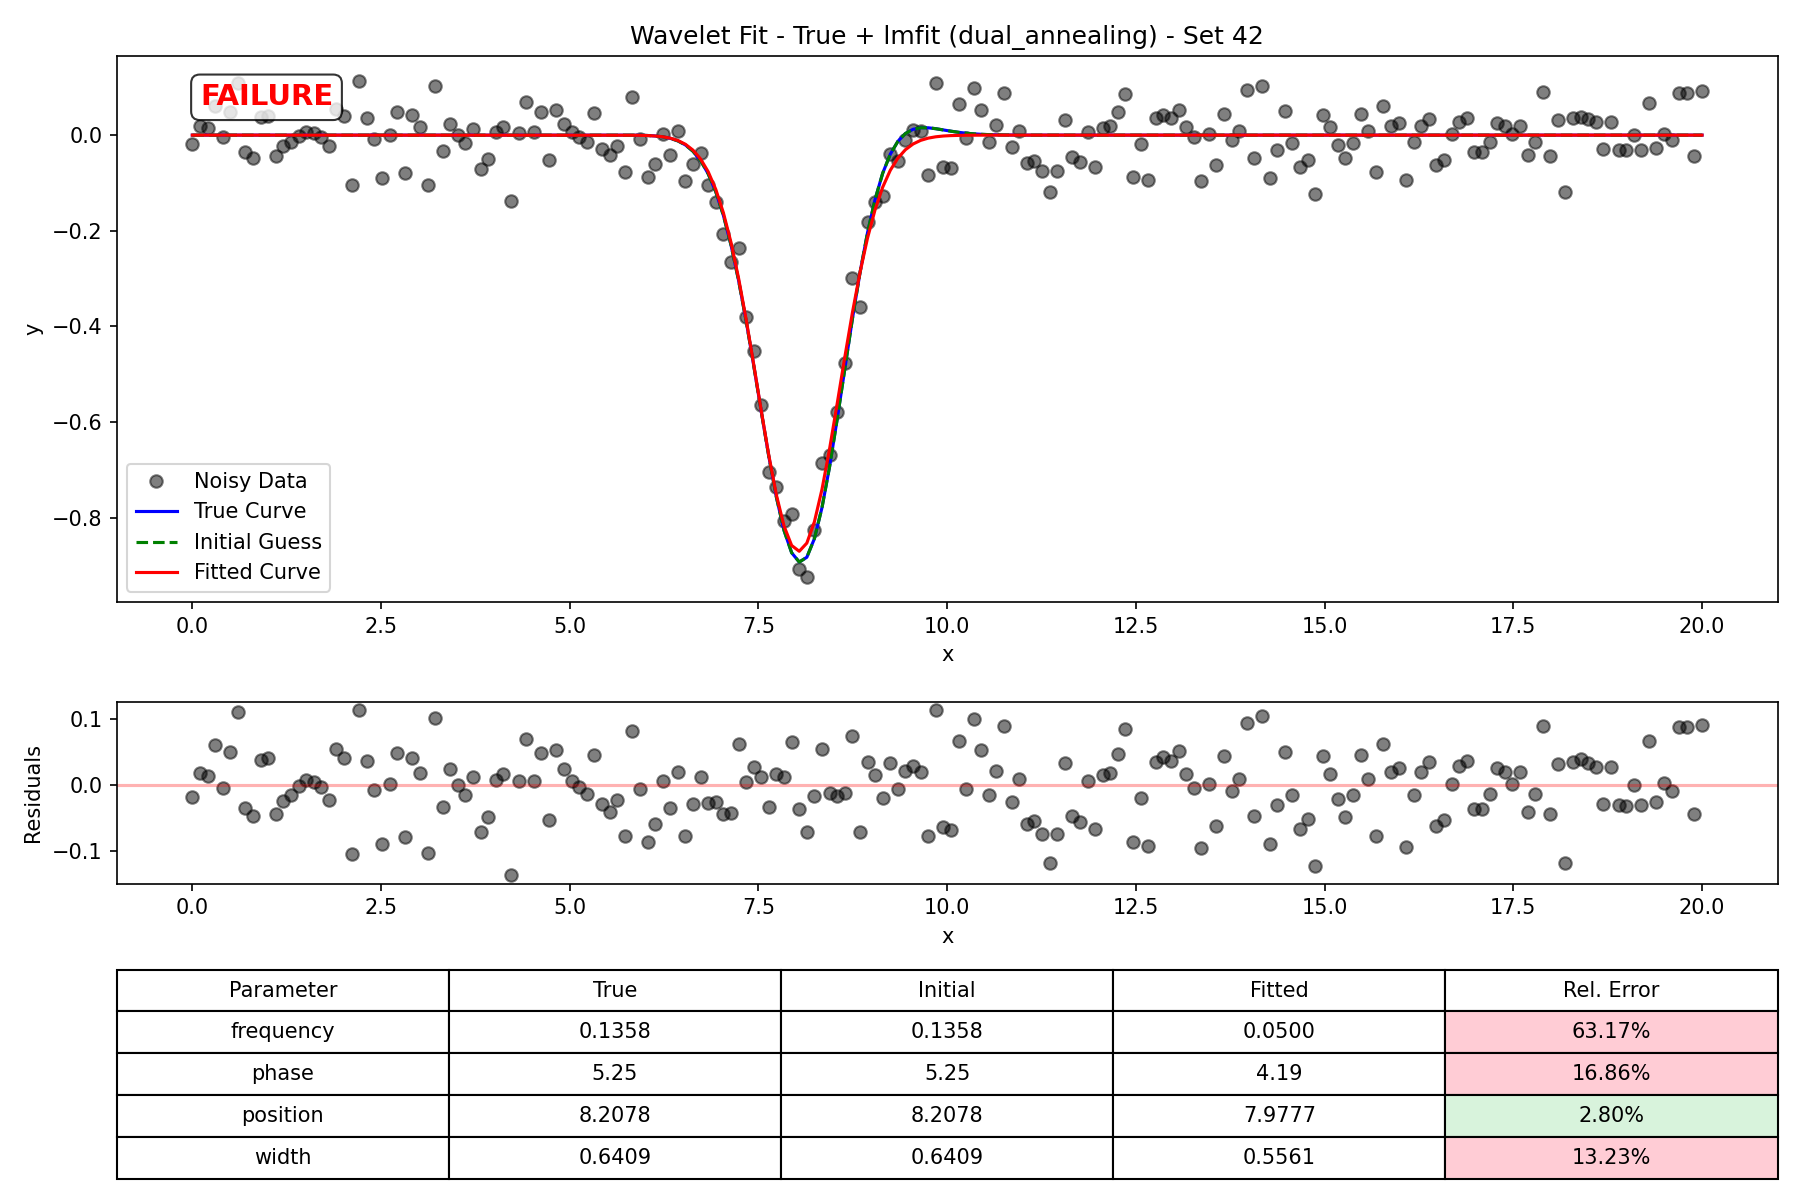 Wavelet Fit - True + lmfit (dual_annealing) - Set 42
FAILURE
0.0
−0.2
−0.4
−0.6
−0.8
y
Noisy Data
True Curve
Initial Guess
Fitted Curve
0.0 2.5 5.0 7.5 10.0 12.5 15.0 17.5 20.0
x
0.1
0.0
−0.1
Residuals
0.0 2.5 5.0 7.5 10.0 12.5 15.0 17.5 20.0
x
Parameter True Initial Fitted Rel. Error
frequency 0.1358 0.1358 0.0500 63.17%
phase 5.25 5.25 4.19 16.86%
position 8.2078 8.2078 7.9777 2.80%
width 0.6409 0.6409 0.5561 13.23%